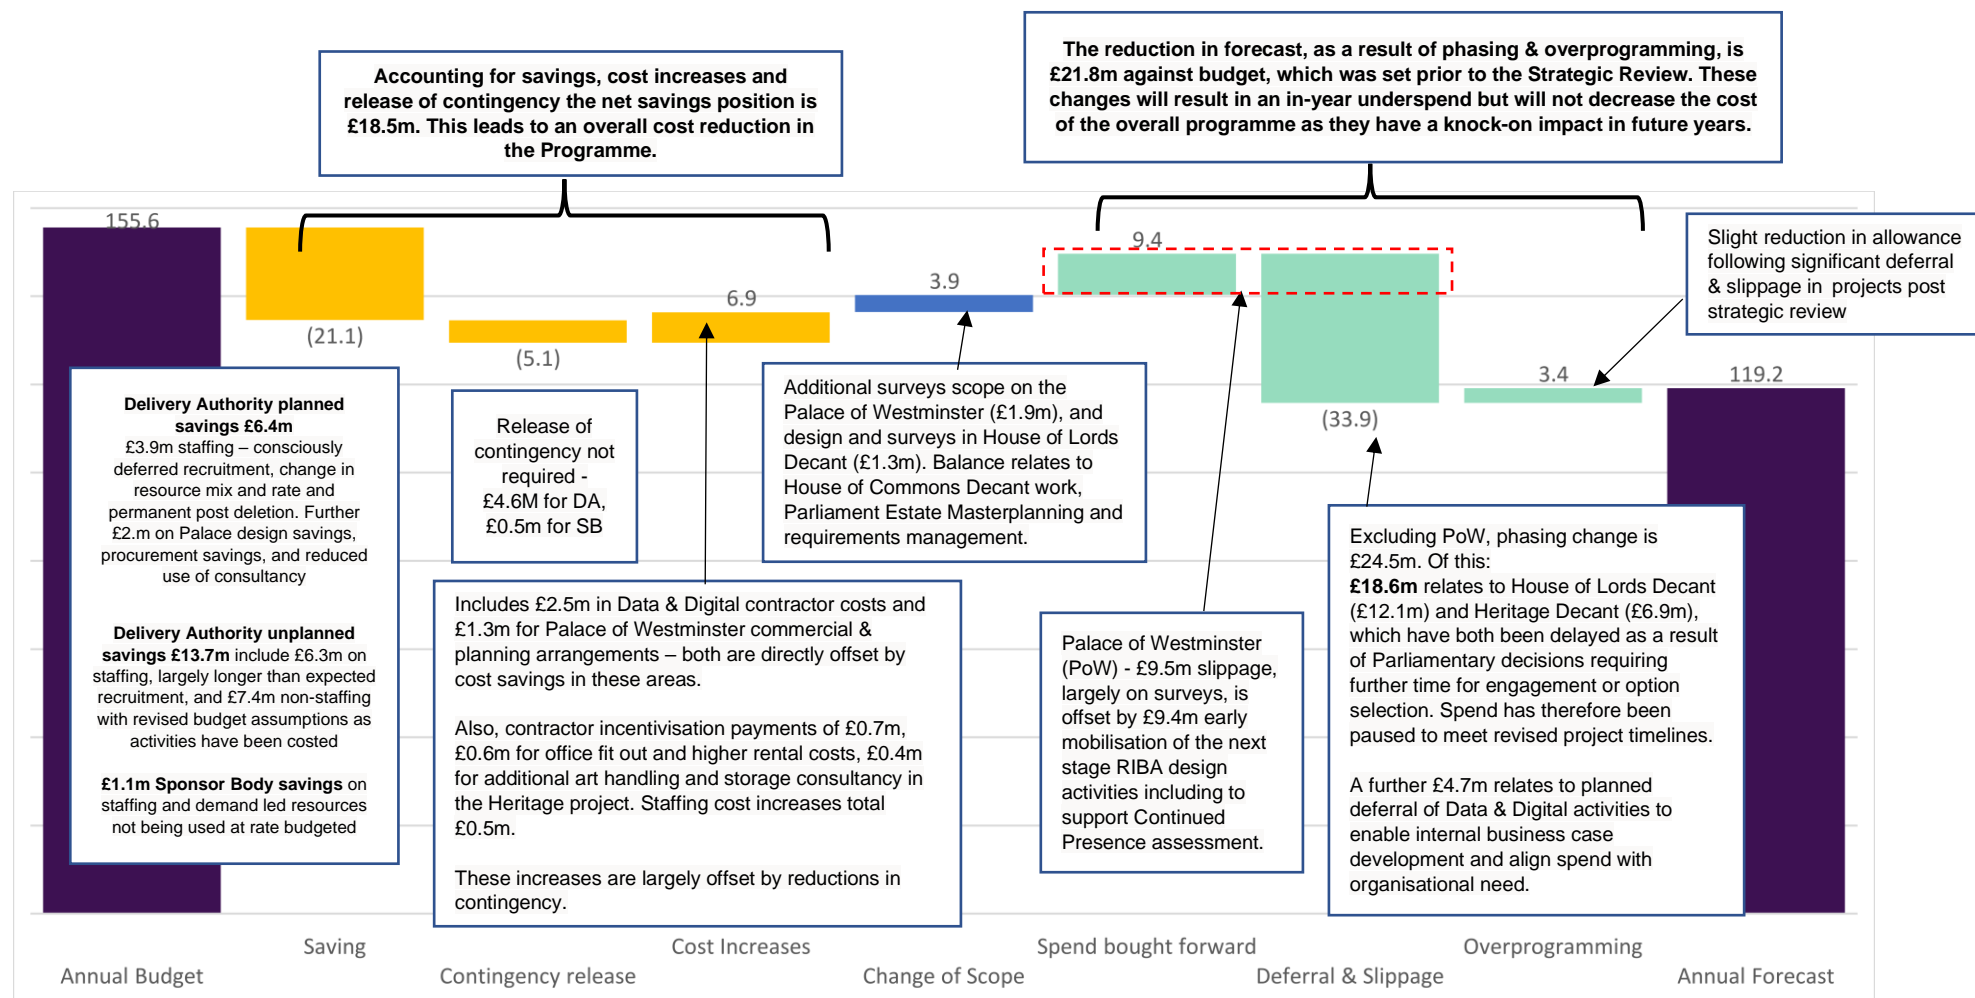 Accounting for savings, cost increases and
release of contingency the net savings position is
£18.5m. This leads to an overall cost reduction in
the Programme.
The reduction in forecast, as a result of phasing & overprogramming, is
£21.8m against budget, which was set prior to the Strategic Review. These
changes will result in an in-year underspend but will not decrease the cost
of the overall programme as they have a knock-on impact in future years.
155.6
(21.1)
(5.1)
6.9
3.9
9.4
(33.9)
3.4
119.2
Slight reduction in allowance
following significant deferral
& slippage in projects post
strategic review
Delivery Authority planned
savings £6.4m
£3.9m staffing – consciously
deferred recruitment, change in
resource mix and rate and
permanent post deletion. Further
£2.m on Palace design savings,
procurement savings, and reduced
use of consultancy
Delivery Authority unplanned
savings £13.7m include £6.3m on
staffing, largely longer than expected
recruitment, and £7.4m non-staffing
with revised budget assumptions as
activities have been costed
£1.1m Sponsor Body savings on
staffing and demand led resources
not being used at rate budgeted
Release of
contingency not
required -
£4.6M for DA,
£0.5m for SB
Includes £2.5m in Data & Digital contractor costs and
£1.3m for Palace of Westminster commercial &
planning arrangements – both are directly offset by
cost savings in these areas.
Also, contractor incentivisation payments of £0.7m,
£0.6m for office fit out and higher rental costs, £0.4m
for additional art handling and storage consultancy in
the Heritage project. Staffing cost increases total
£0.5m.
These increases are largely offset by reductions in
contingency.
Additional surveys scope on the
Palace of Westminster (£1.9m), and
design and surveys in House of Lords
Decant (£1.3m). Balance relates to
House of Commons Decant work,
Parliament Estate Masterplanning and
requirements management.
Palace of Westminster
(PoW) - £9.5m slippage,
largely on surveys, is
offset by £9.4m early
mobilisation of the next
stage RIBA design
activities including to
support Continued
Presence assessment.
Excluding PoW, phasing change is
£24.5m. Of this:
£18.6m relates to House of Lords Decant
(£12.1m) and Heritage Decant (£6.9m),
which have both been delayed as a result
of Parliamentary decisions requiring
further time for engagement or option
selection. Spend has therefore been
paused to meet revised project timelines.
A further £4.7m relates to planned
deferral of Data & Digital activities to
enable internal business case
development and align spend with
organisational need.
Annual Budget
Saving
Contingency release
Cost Increases
Change of Scope
Spend bought forward
Deferral & Slippage
Overprogramming
Annual Forecast